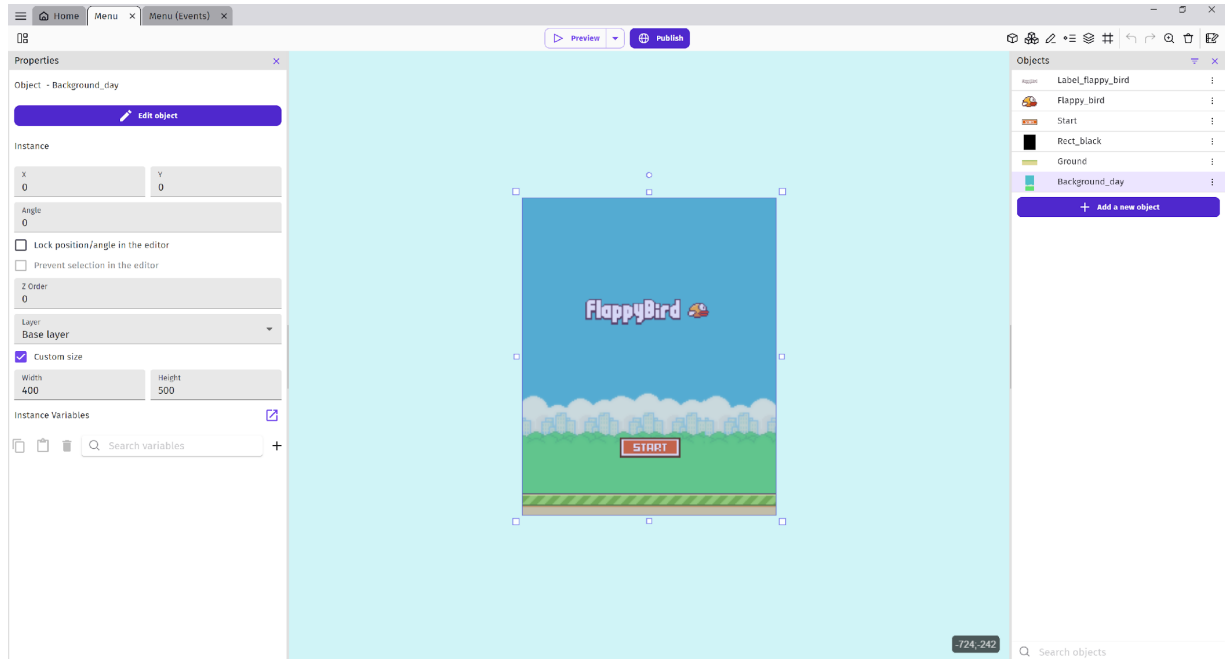 Home
Menu
Menu (Events)
Preview
Publish
Properties
Object - Background_day
Edit object
Instance
X
0
Y
0
Angle
0
Lock position/angle in the editor
Prevent selection in the editor
Z Order
0
Layer
Base layer
Custom size
Width
400
Height
500
Instance Variables
Search variables
FlappyBird
START
-724;-242
Objects
Label_flappy_bird
Flappy_bird
Start
Rect_black
Ground
Background_day
Add a new object
Search objects